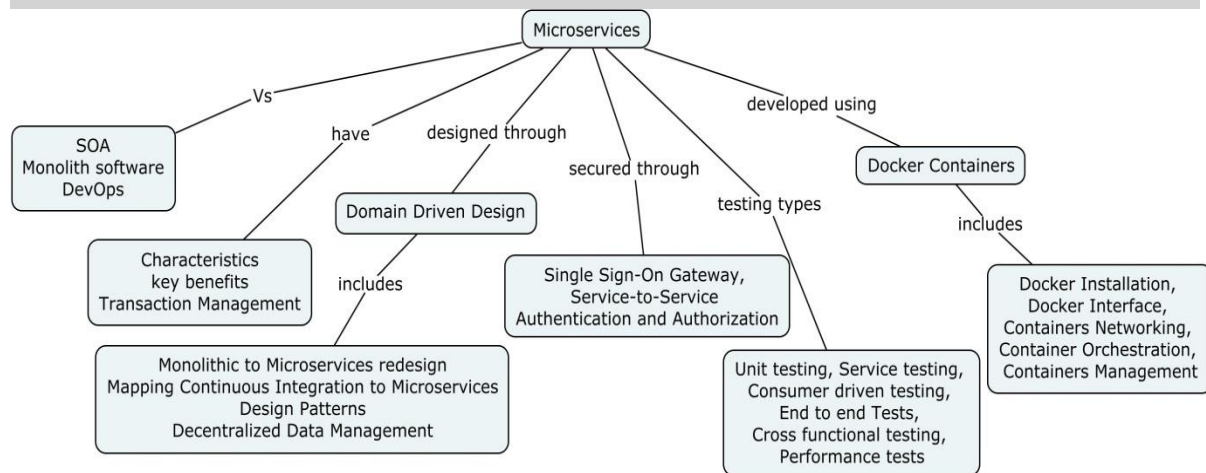 Microservices
Vs
developed using
SOA
Monolith software
DevOps
have
designed through
secured through
Docker Containers
testing types
Domain Driven Design
includes
Characteristics
key benefits
Transaction Management
includes
Single Sign-On Gateway,
Service-to-Service
Authentication and Authorization
Docker Installation,
Docker Interface,
Containers Networking,
Container Orchestration,
Containers Management
Monolithic to Microservices redesign
Mapping Continuous Integration to Microservices
Design Patterns
Decentralized Data Management
Unit testing, Service testing,
Consumer driven testing,
End to end Tests,
Cross functional testing,
Performance tests